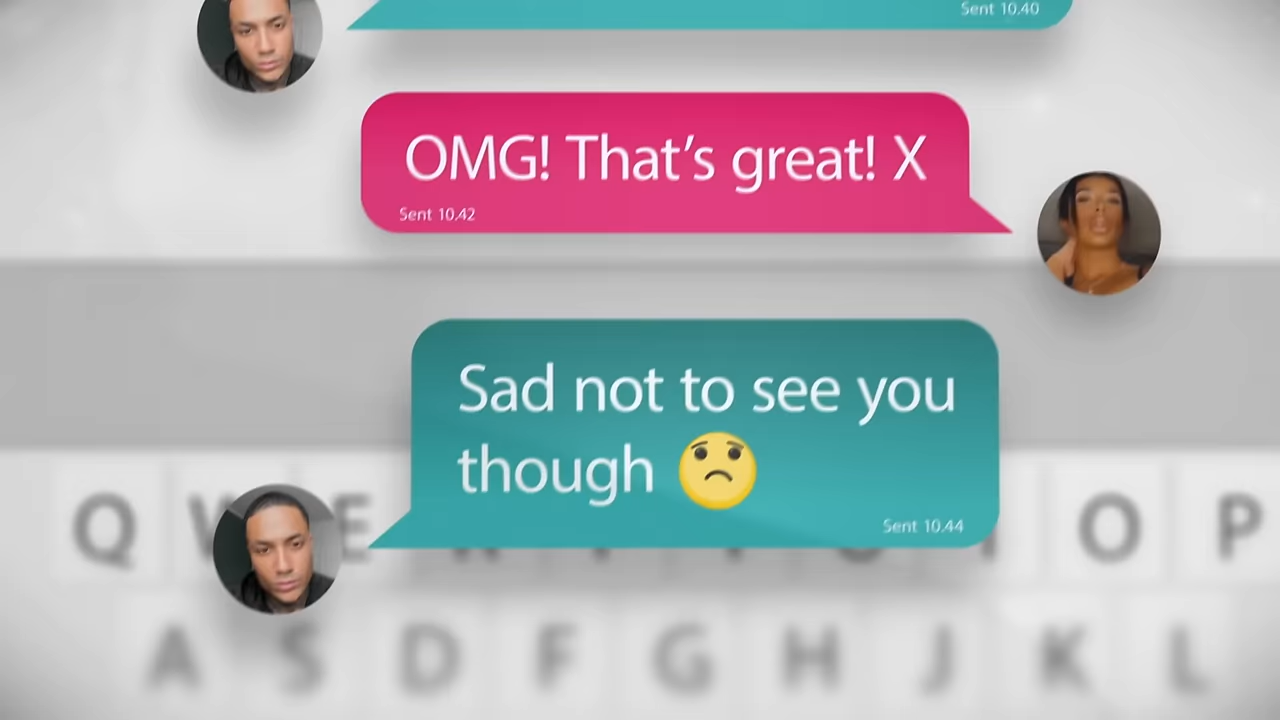 Sent 10.40
OMG! That's great! X
Sent 10.42
Sad not to see you
though 😟
Sent 10.44
Q W E O P
A S D F G H J K L